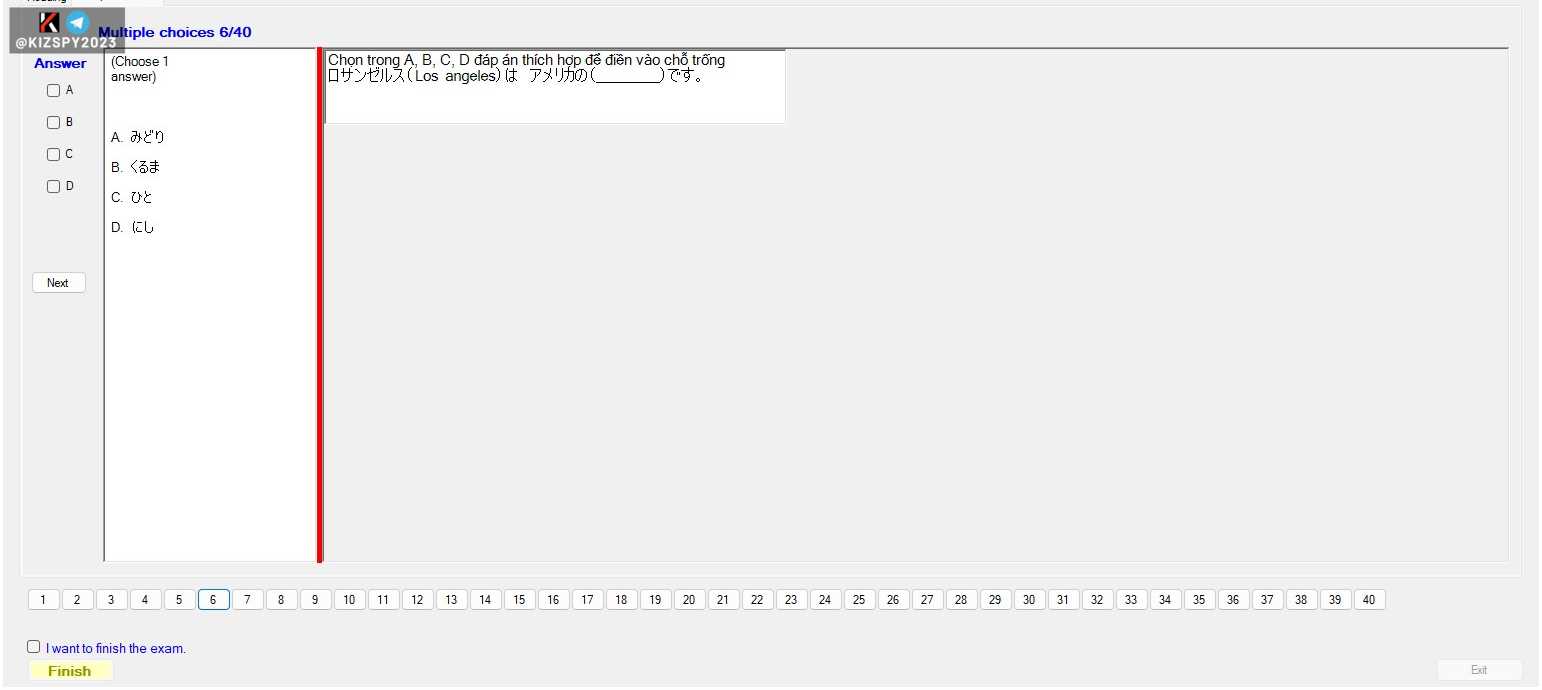 @KIZSPY2023
Multiple choices 6/40
Answer
A
B
C
D
Next
(Choose 1
answer)
A. みどり
B. くるま
C. ひと
D. にし
Chọn trong A, B, C, D đáp án thích hợp để điền vào chỗ trống
ロサンゼルス(Los angeles)は アメリカの(________)です。
1 2 3 4 5 6 7 8 9 10 11 12 13 14 15 16 17 18 19 20 21 22 23 24 25 26 27 28 29 30 31 32 33 34 35 36 37 38 39 40
I want to finish the exam.
Finish
Exit